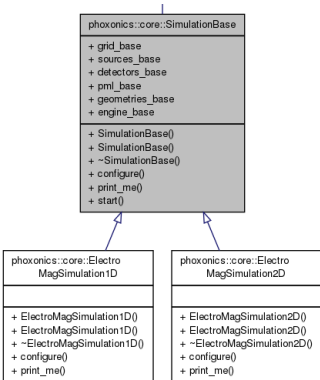 phoxonics::core::SimulationBase
+ grid_base
+ sources_base
+ detectors_base
+ pml_base
+ geometries_base
+ engine_base
+ SimulationBase()
+ SimulationBase()
+ ~SimulationBase()
+ configure()
+ print_me()
+ start()
phoxonics::core::Electro
MagSimulation1D
+ ElectroMagSimulation1D()
+ ElectroMagSimulation1D()
+ ~ElectroMagSimulation1D()
+ configure()
+ print_me()
phoxonics::core::Electro
MagSimulation2D
+ ElectroMagSimulation2D()
+ ElectroMagSimulation2D()
+ ~ElectroMagSimulation2D()
+ configure()
+ print_me()